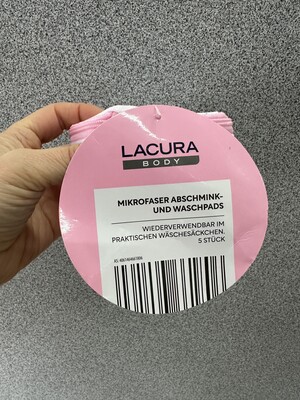 LACURA
BODY
MIKROFASER ABSCHMINK-
UND WASCHPADS
WIEDERVERWENDBAR IM
PRAKTISCHEN WÄSCHESÄCKCHEN.
5 STÜCK